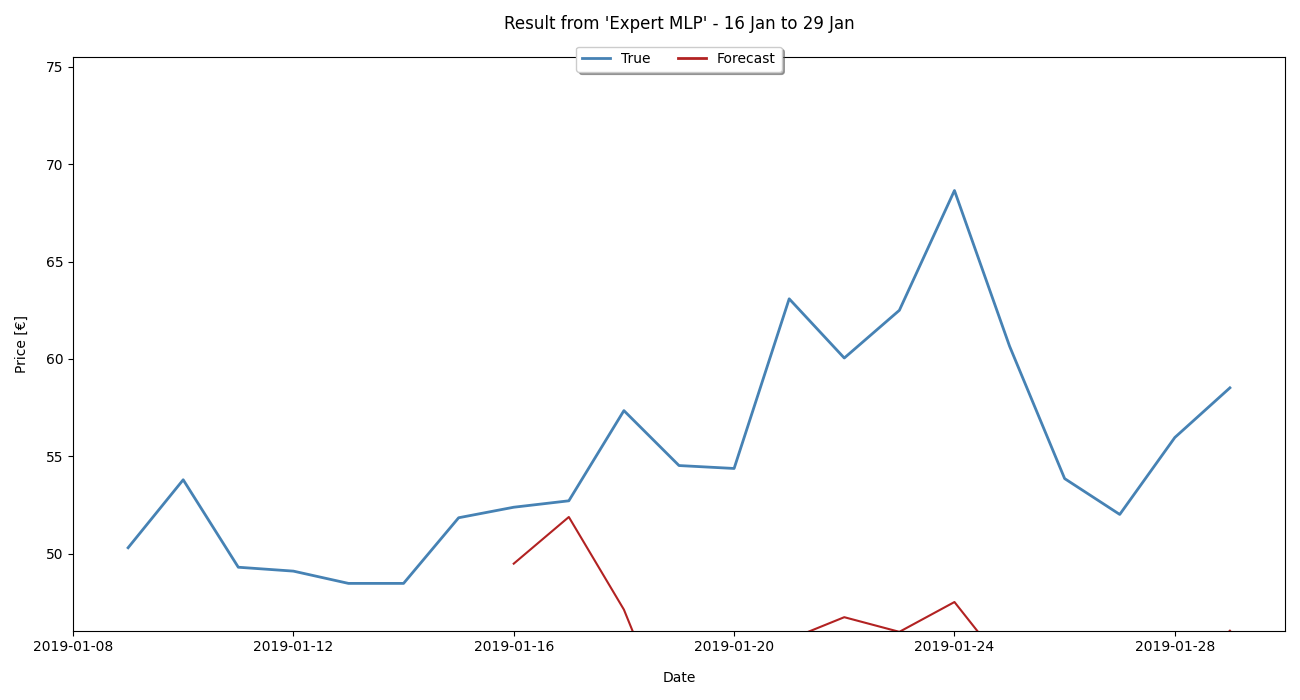 Result from 'Expert MLP' - 16 Jan to 29 Jan
True Forecast
75
70
65
60
55
50
Price [€]
2019-01-08 2019-01-12 2019-01-16 2019-01-20 2019-01-24 2019-01-28
Date